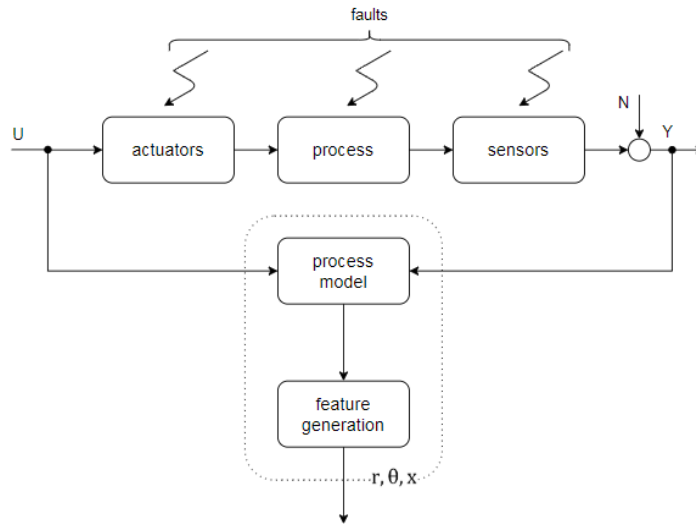 faults
N
U
Y
actuators
process
sensors
process
model
feature
generation
r, θ, x